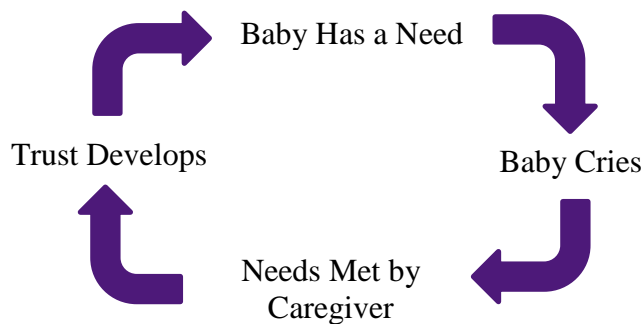 Baby Has a Need
Trust Develops
Baby Cries
Needs Met by
Caregiver